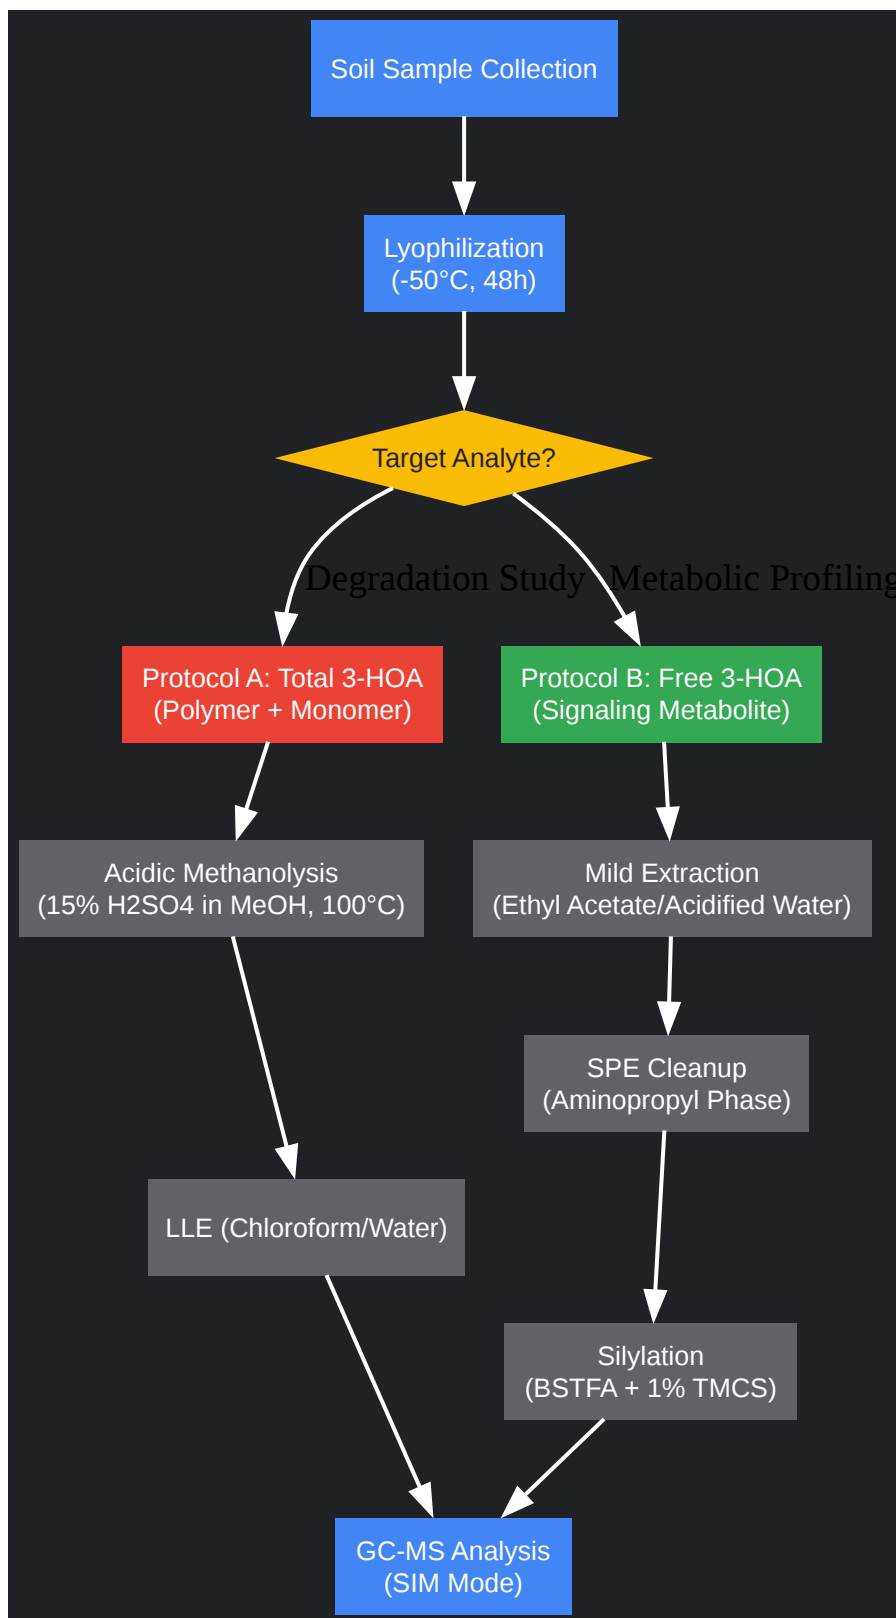 Soil Sample Collection
Lyophilization
(-50°C, 48h)
Target Analyte?
Degradation Study
Metabolic Profiling
Protocol A: Total 3-HOA
(Polymer + Monomer)
Protocol B: Free 3-HOA
(Signaling Metabolite)
Acidic Methanolysis
(15% H2SO4 in MeOH, 100°C)
Mild Extraction
(Ethyl Acetate/Acidified Water)
SPE Cleanup
(Aminopropyl Phase)
LLE (Chloroform/Water)
Silylation
(BSTFA + 1% TMCS)
GC-MS Analysis
(SIM Mode)